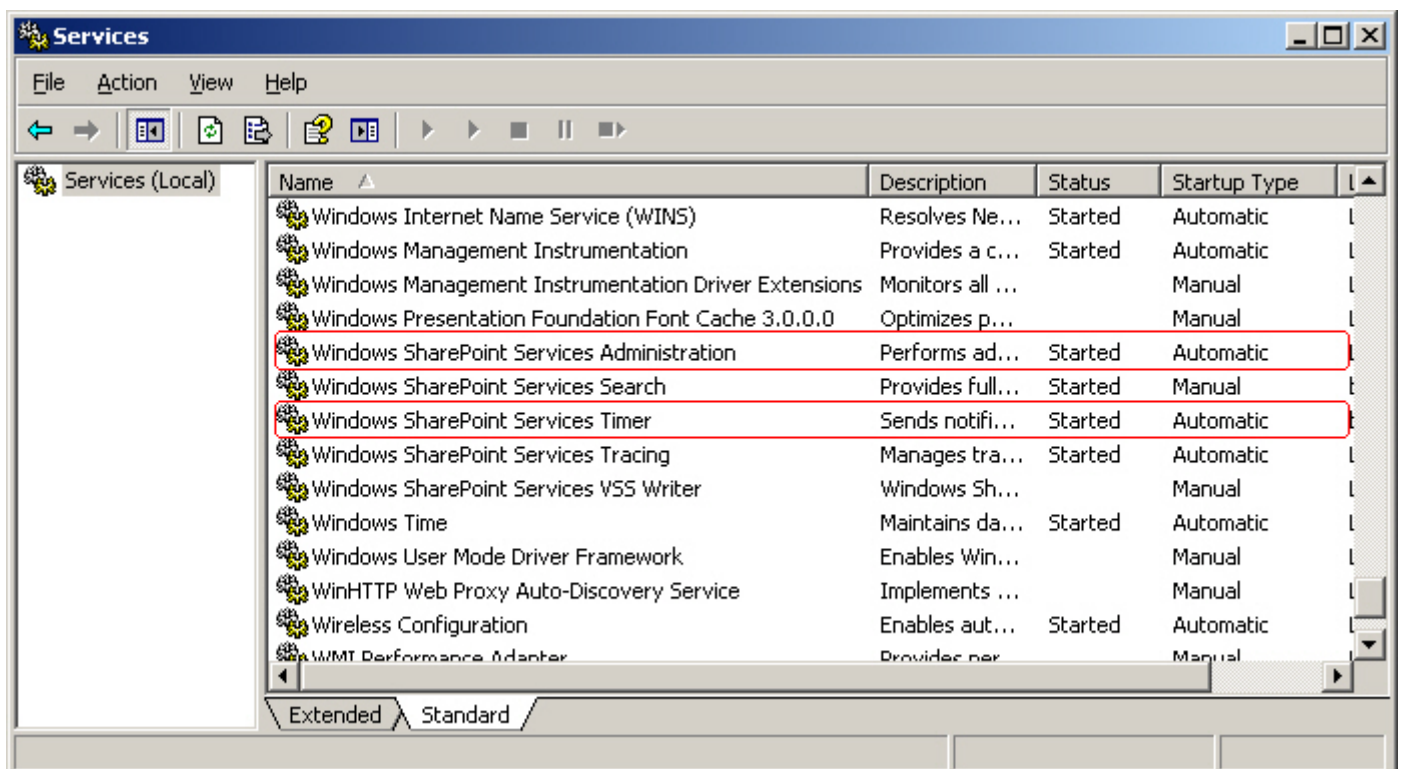 Services
File Action View Help
Services (Local)
Name Description Status Startup Type L
Windows Internet Name Service (WINS) Resolves Ne... Started Automatic L
Windows Management Instrumentation Provides a c... Started Automatic L
Windows Management Instrumentation Driver Extensions Monitors all ... Manual L
Windows Presentation Foundation Font Cache 3.0.0.0 Optimizes p... Manual L
Windows SharePoint Services Administration Performs ad... Started Automatic
Windows SharePoint Services Search Provides full... Started Manual
Windows SharePoint Services Timer Sends notifi... Started Automatic
Windows SharePoint Services Tracing Manages tra... Started Automatic L
Windows SharePoint Services VSS Writer Windows Sh... Manual L
Windows Time Maintains da... Started Automatic L
Windows User Mode Driver Framework Enables Win... Manual L
WinHTTP Web Proxy Auto-Discovery Service Implements ... Manual L
Wireless Configuration Enables aut... Started Automatic L
WMI Performance Adapter Provides per Manual
Extended Standard